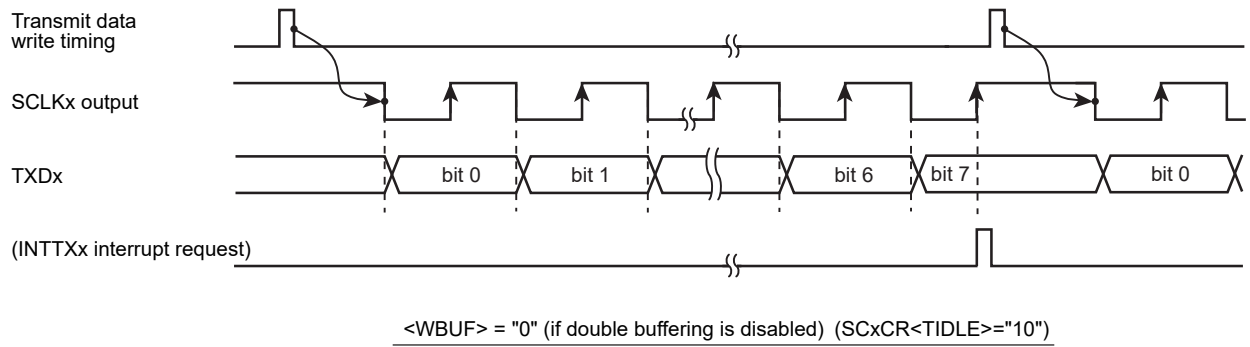 Transmit data
write timing
SCLKx output
TXDx
bit 0
bit 1
bit 6
bit 7
bit 0
(INTTXx interrupt request)
<WBUF> = "0" (if double buffering is disabled) (SCxCR<TIDLE>="10")